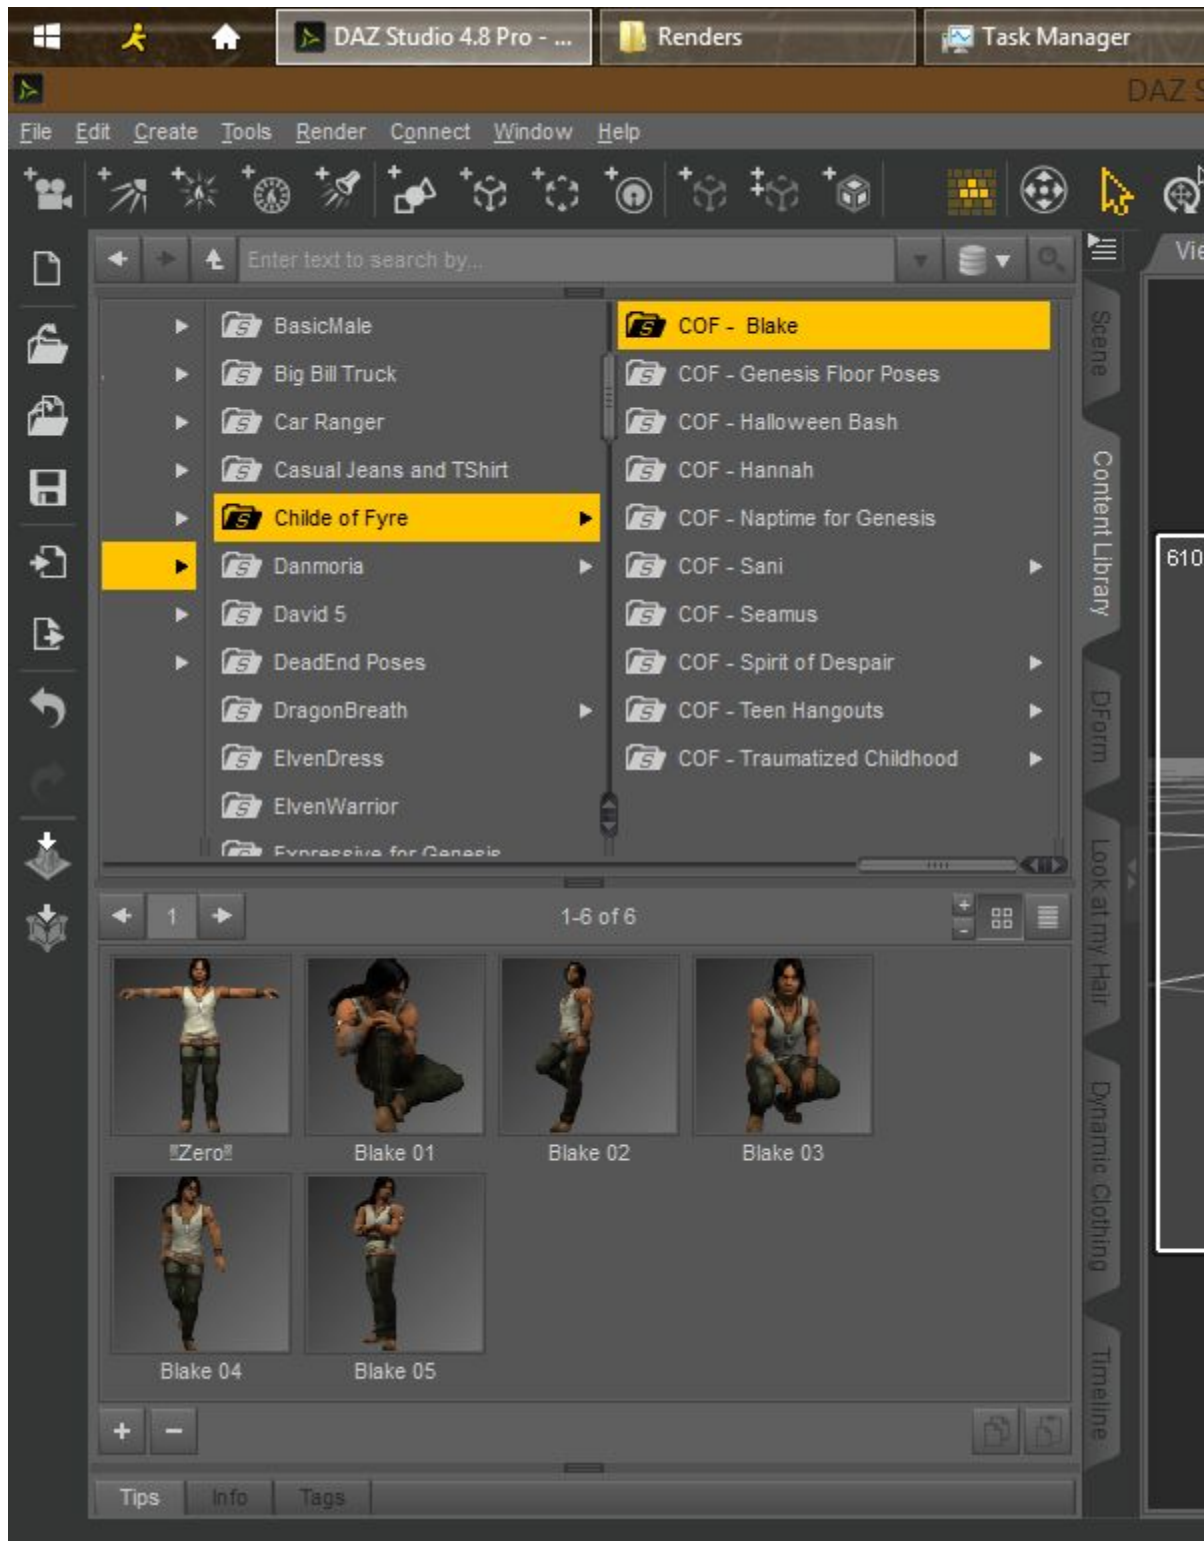 DAZ Studio 4.8 Pro - ...
Renders
Task Manager
DAZ S
File Edit Create Tools Render Connect Window Help
Enter text to search by...
Vie
BasicMale
Big Bill Truck
Car Ranger
Casual Jeans and TShirt
Childe of Fyre
Danmoria
David 5
DeadEnd Poses
DragonBreath
ElvenDress
ElvenWarrior
Expressive for Genesis
COF - Blake
COF - Genesis Floor Poses
COF - Halloween Bash
COF - Hannah
COF - Naptime for Genesis
COF - Sani
COF - Seamus
COF - Spirit of Despair
COF - Teen Hangouts
COF - Traumatized Childhood
Scene
Content Library
DForm
Look at my Hair
Dynamic Clothing
Timeline
610
1
1-6 of 6
Zero
Blake 01
Blake 02
Blake 03
Blake 04
Blake 05
Tips
Info
Tags